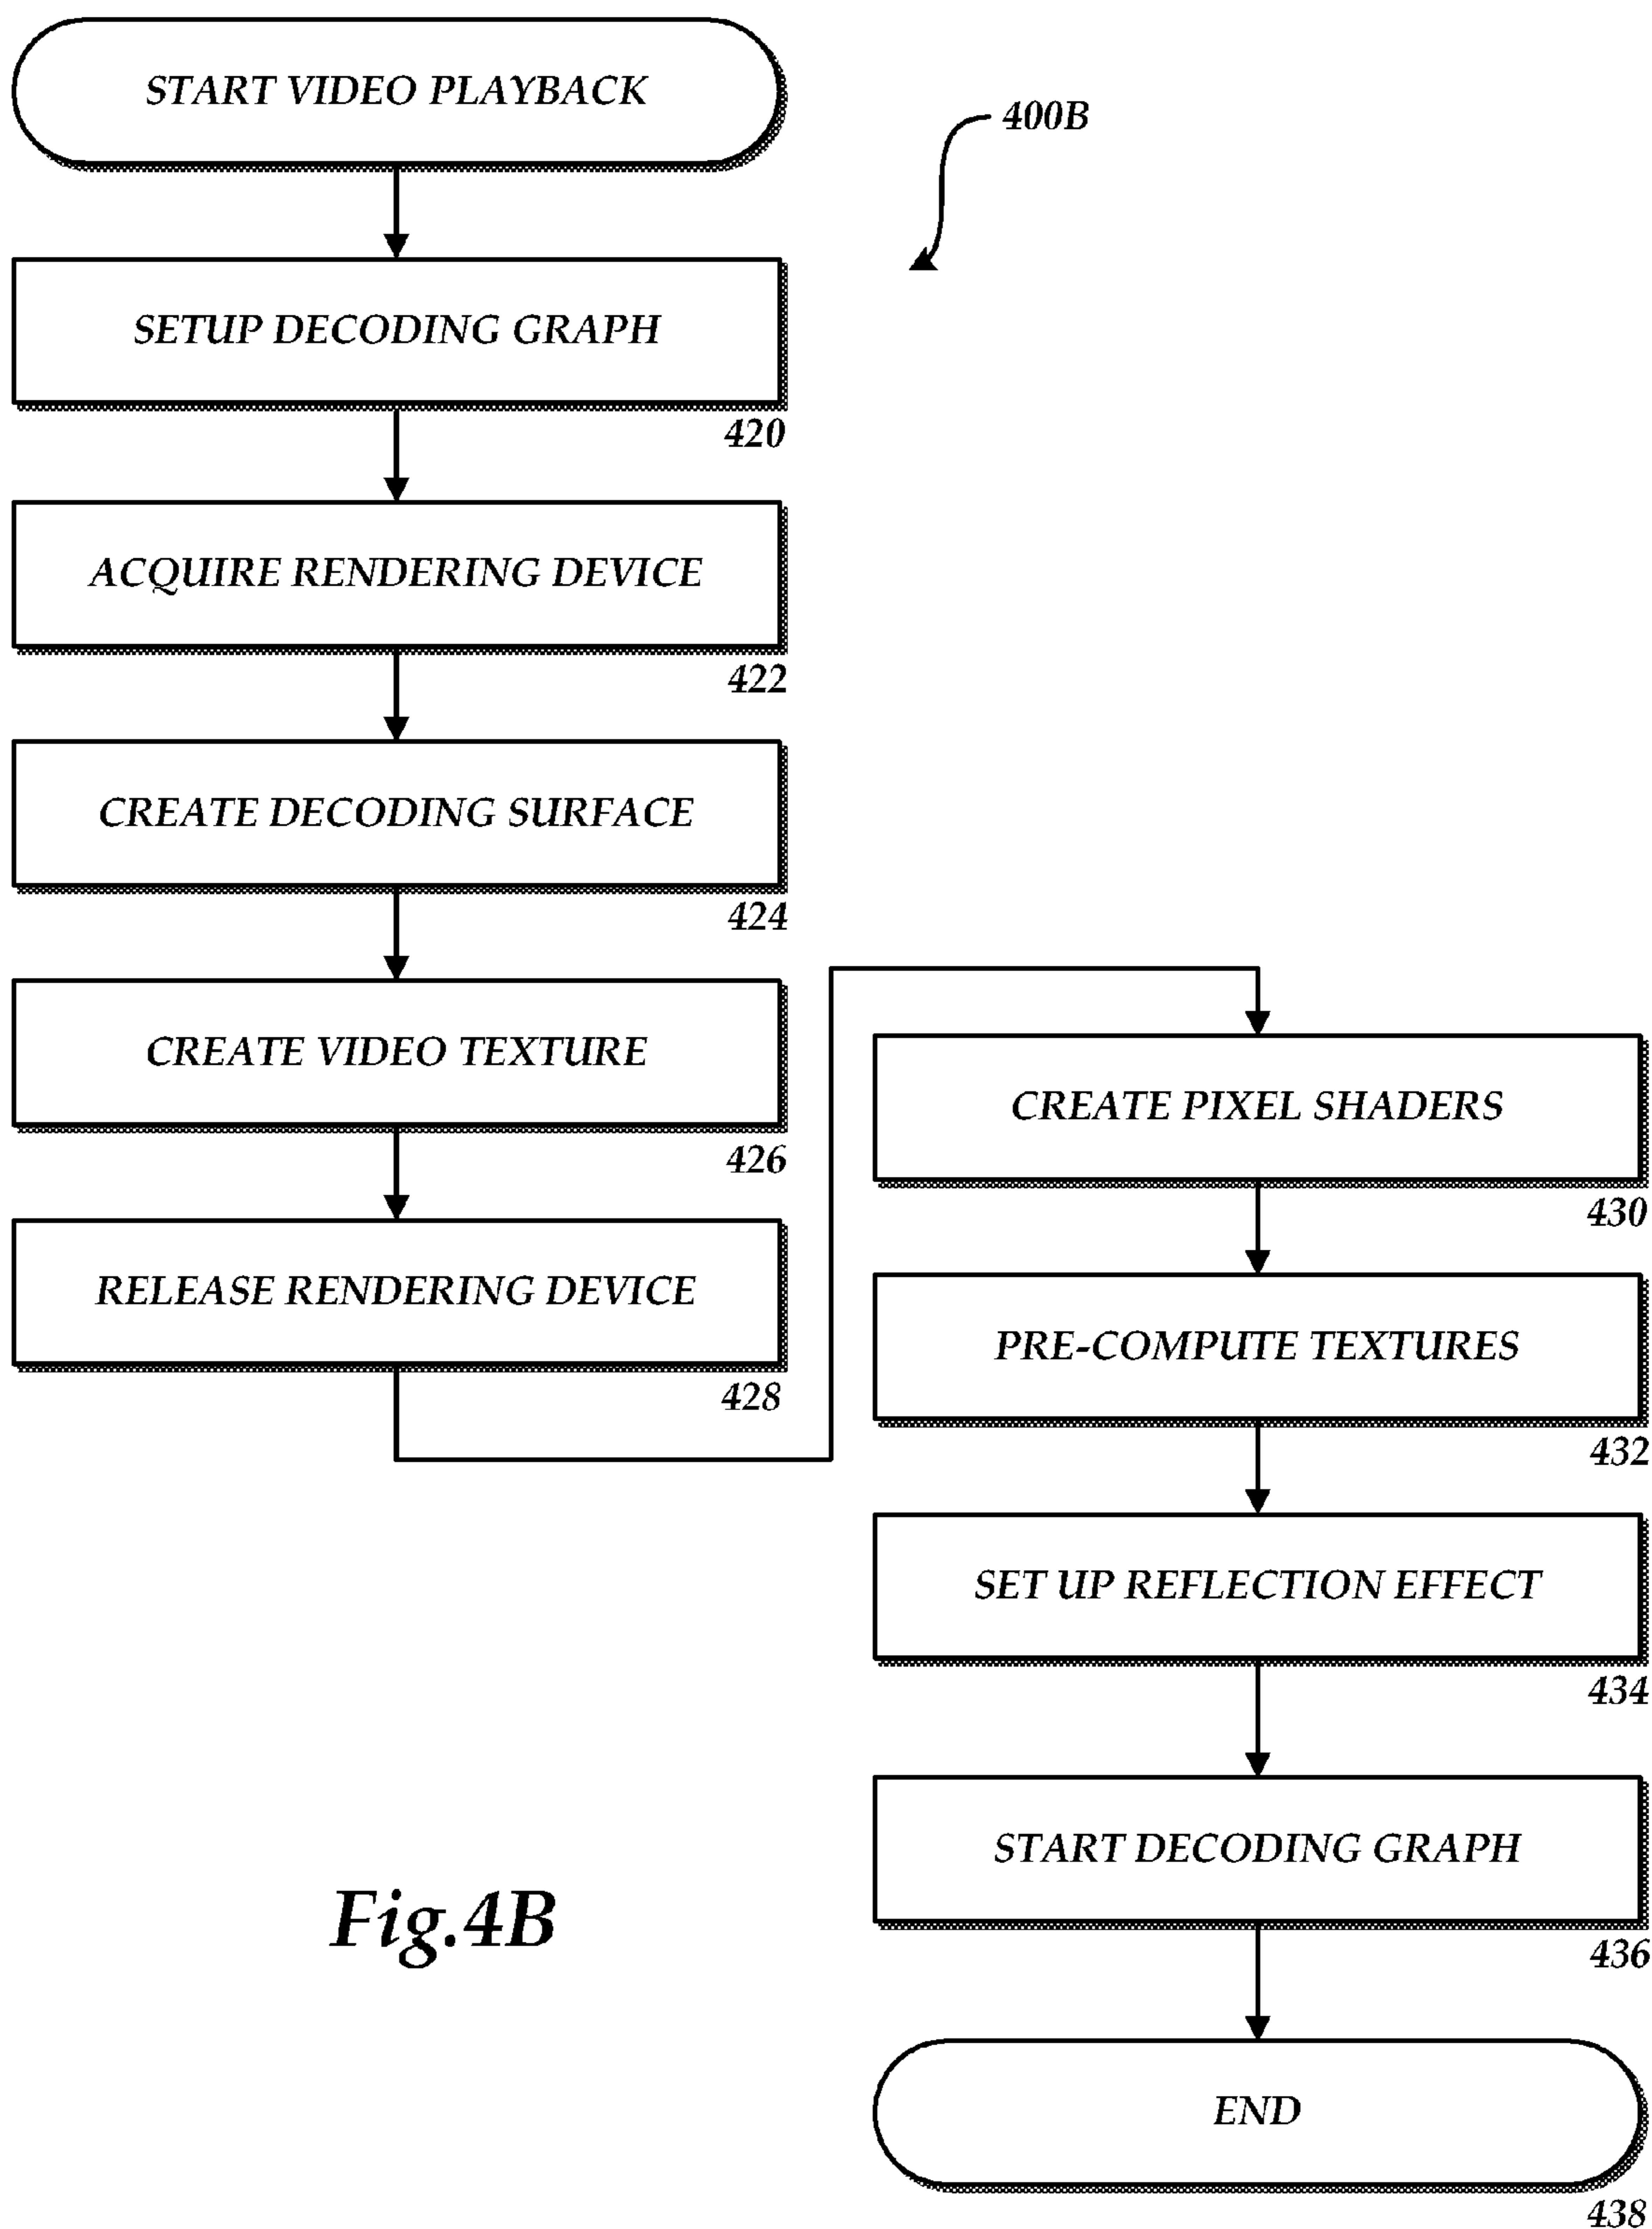 START VIDEO PLAYBACK
400B
SETUP DECODING GRAPH
420
ACQUIRE RENDERING DEVICE
422
CREATE DECODING SURFACE
424
CREATE VIDEO TEXTURE
426
RELEASE RENDERING DEVICE
428
CREATE PIXEL SHADERS
430
PRE-COMPUTE TEXTURES
432
SET UP REFLECTION EFFECT
434
START DECODING GRAPH
436
END
438
Fig.4B